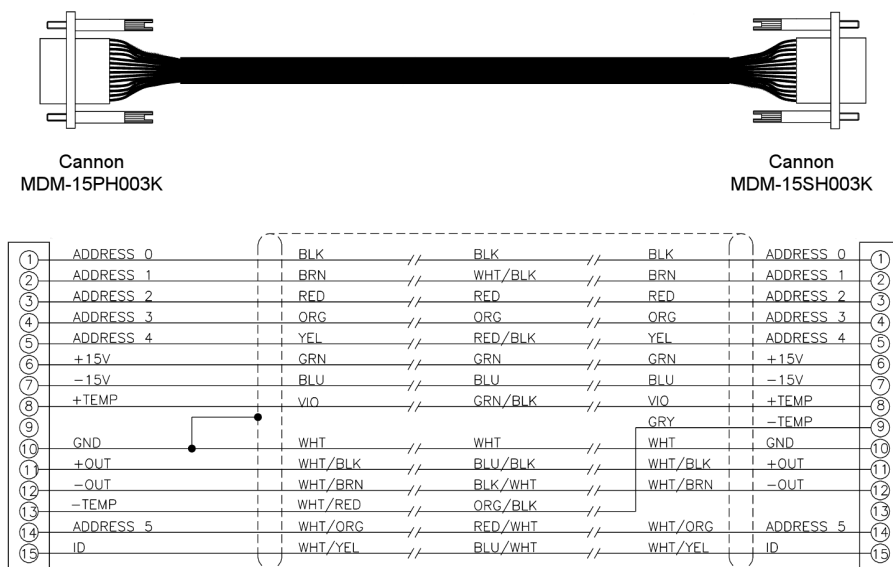 Cannon Cannon
MDM-15PH003K MDM-15SH003K
1 ADDRESS 0 BLK BLK BLK ADDRESS 0 1
2 ADDRESS 1 BRN WHT/BLK BRN ADDRESS 1 2
3 ADDRESS 2 RED RED RED ADDRESS 2 3
4 ADDRESS 3 ORG ORG ORG ADDRESS 3 4
5 ADDRESS 4 YEL RED/BLK YEL ADDRESS 4 5
6 +15V GRN GRN GRN +15V 6
7 -15V BLU BLU BLU -15V 7
8 +TEMP VIO GRN/BLK VIO +TEMP 8
9 GRY -TEMP 9
10 GND WHT WHT WHT GND 10
11 +OUT WHT/BLK BLU/BLK WHT/BLK +OUT 11
12 -OUT WHT/BRN BLK/WHT WHT/BRN -OUT 12
13 -TEMP WHT/RED ORG/BLK 13
14 ADDRESS 5 WHT/ORG RED/WHT WHT/ORG ADDRESS 5 14
15 ID WHT/YEL BLU/WHT WHT/YEL ID 15